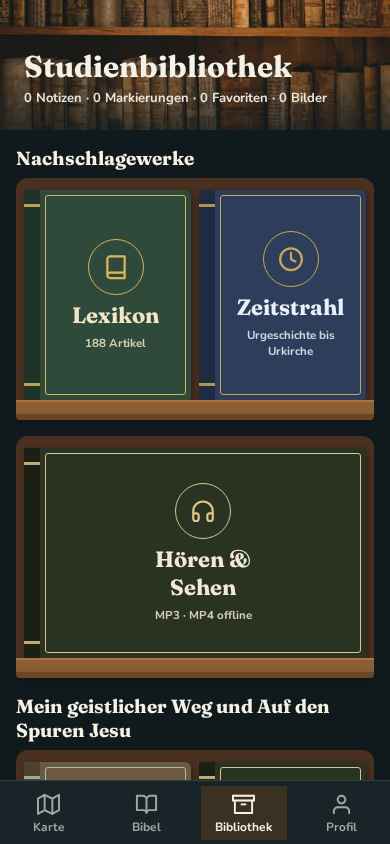 Studienbibliothek
0 Notizen · 0 Markierungen · 0 Favoriten · 0 Bilder
Nachschlagewerke
Lexikon
188 Artikel
Zeitstrahl
Urgeschichte bis
Urkirche
Hören &
Sehen
MP3 · MP4 offline
Mein geistlicher Weg und Auf den
Spuren Jesu
Karte
Bibel
Bibliothek
Profil